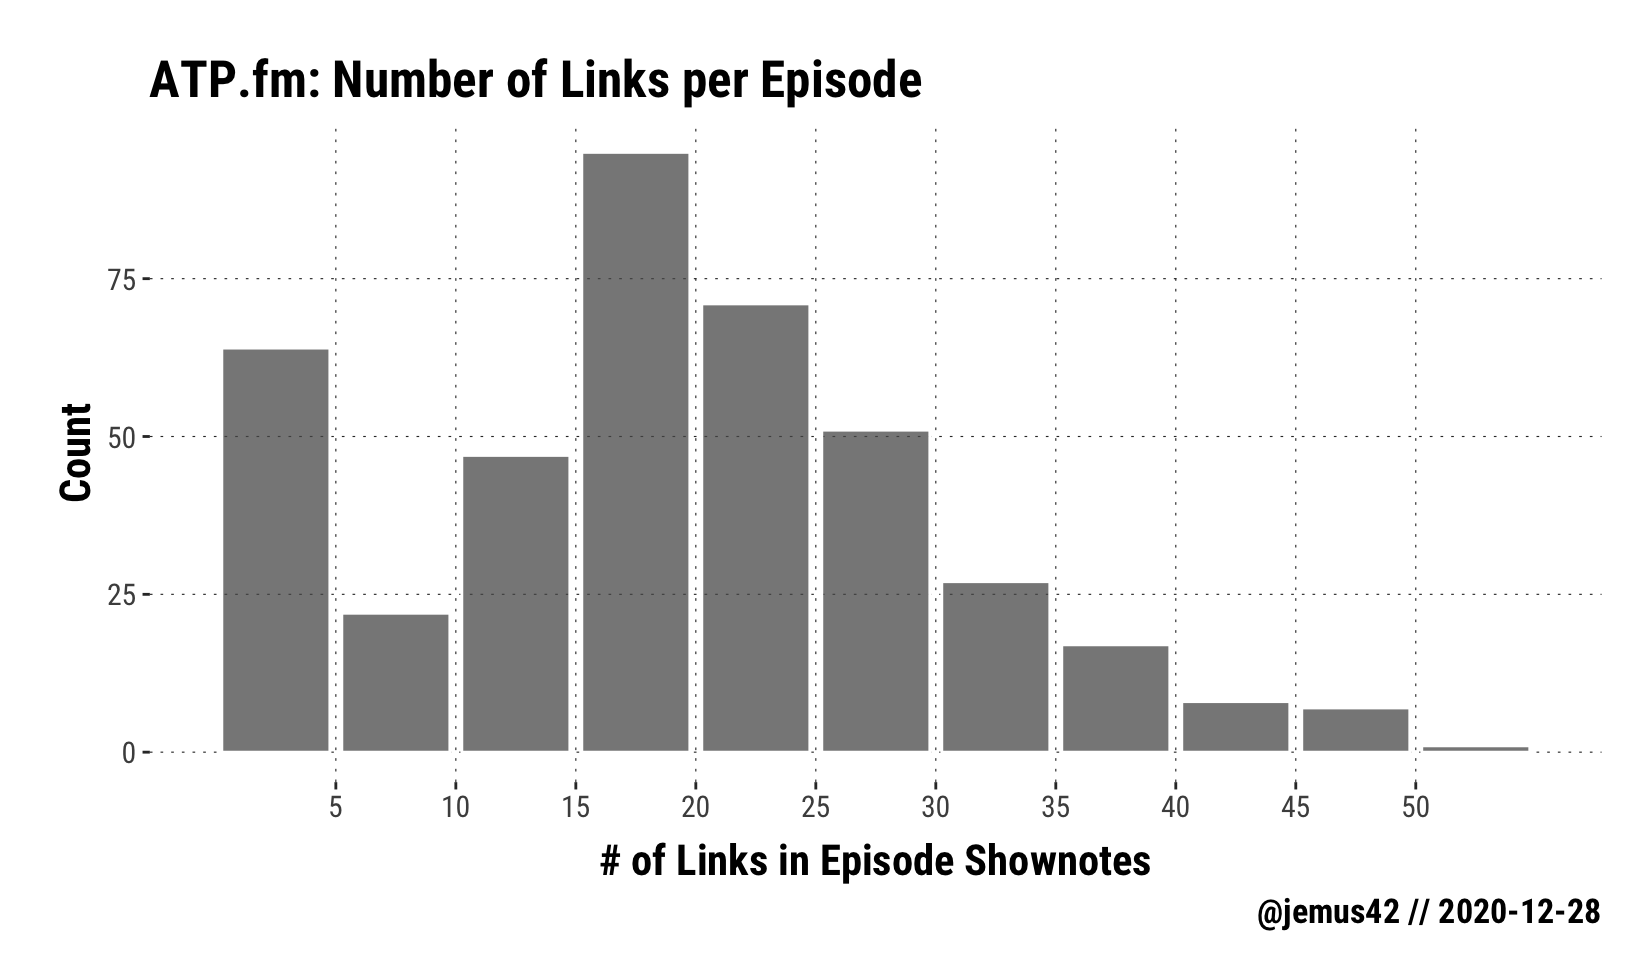 ATP.fm: Number of Links per Episode
75
50
25
0
Count
5 10 15 20 25 30 35 40 45 50
# of Links in Episode Shownotes
@jemus42 // 2020-12-28